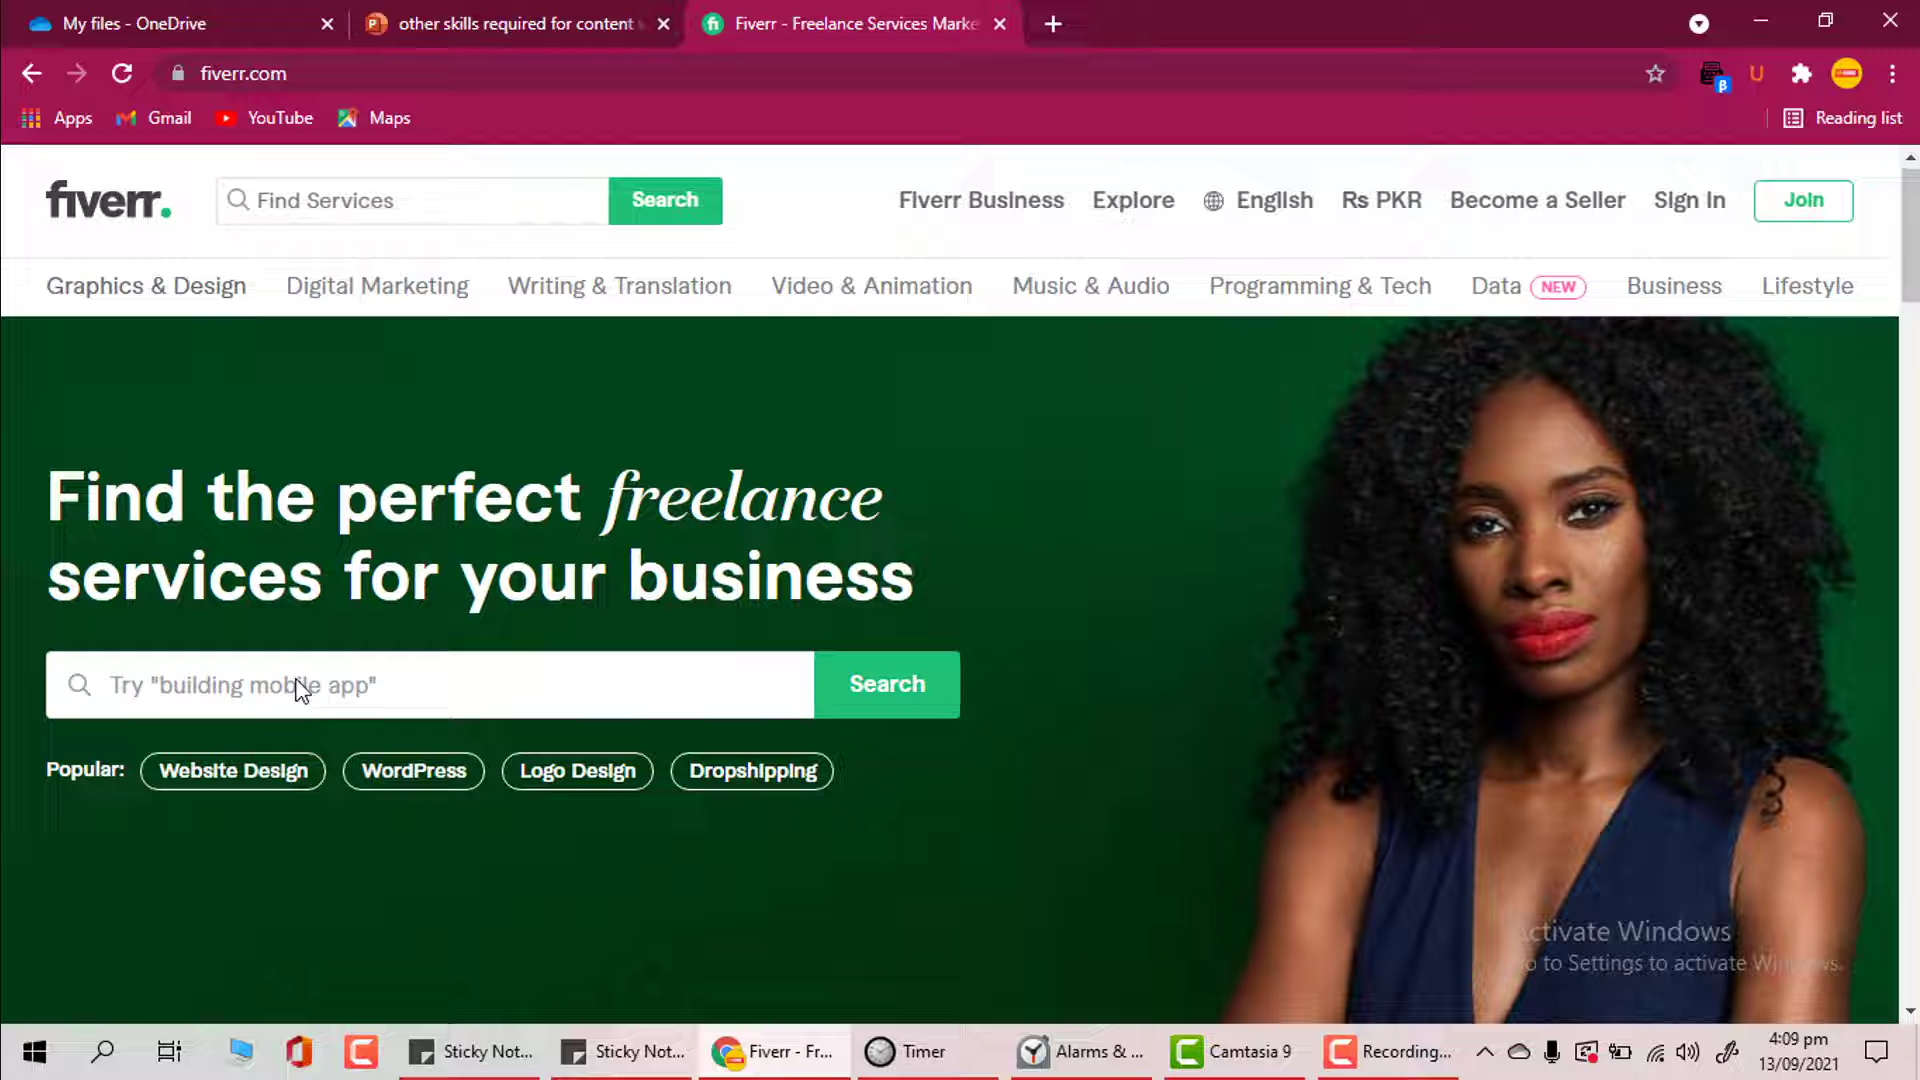 My files - OneDrive
other skills required for content
Fiverr - Freelance Services Marke
fiverr.com
β
U
Apps
Gmail
YouTube
Maps
Reading list
fiverr.
Find Services
Search
Fiverr Business
Explore
English
Rs PKR
Become a Seller
Sign In
Join
Graphics & Design
Digital Marketing
Writing & Translation
Video & Animation
Music & Audio
Programming & Tech
Data NEW
Business
Lifestyle
Find the perfect freelance
services for your business
Try "building mobile app"
Search
Popular:
Website Design
WordPress
Logo Design
Dropshipping
Activate Windows
to Settings to activate Windows.
Sticky Not...
Sticky Not...
Fiverr - Fr...
Timer
Alarms & ...
Camtasia 9
Recording...
4:09 pm
13/09/2021